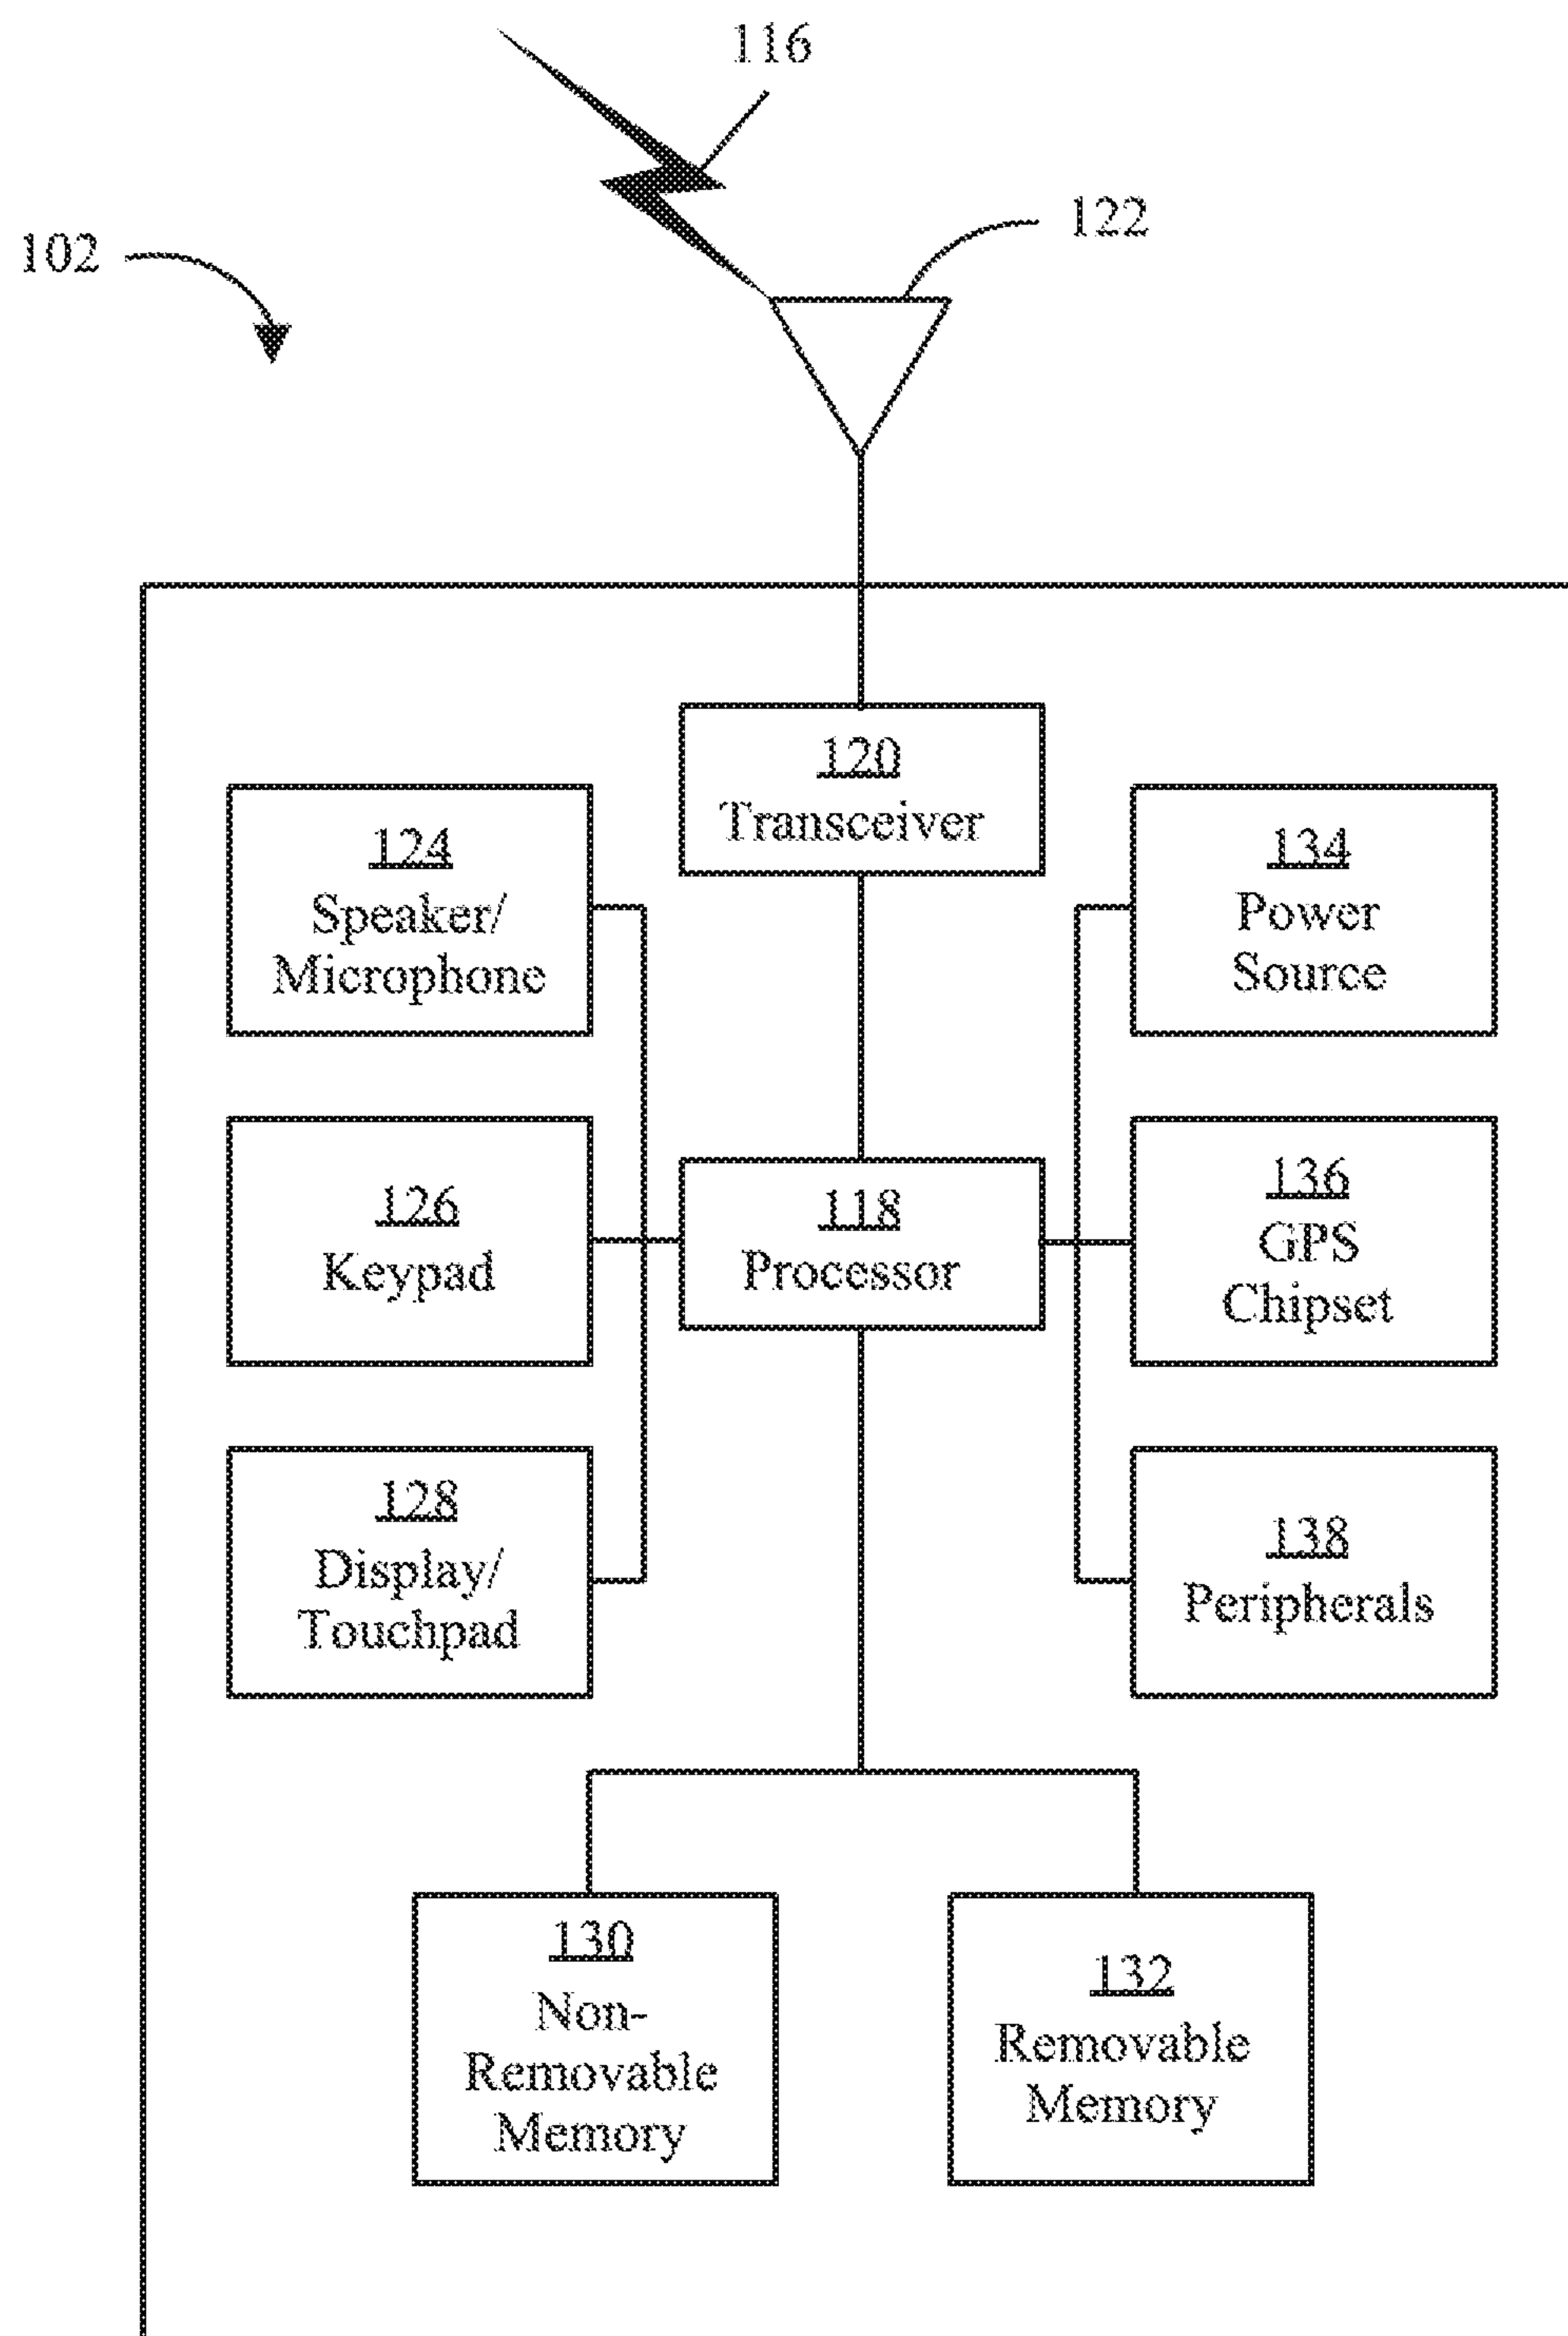 116
122
102
120
Transceiver
124
Speaker/
Microphone
134
Power
Source
126
Keypad
118
Processor
136
GPS
Chipset
128
Display/
Touchpad
138
Peripherals
130
Non-
Removable
Memory
132
Removable
Memory